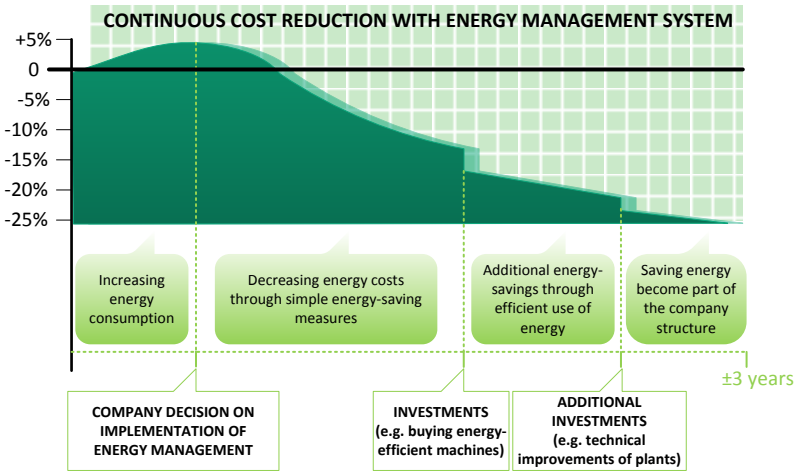 CONTINUOUS COST REDUCTION WITH ENERGY MANAGEMENT SYSTEM
+5%
0
-5%
-10%
-15%
-20%
-25%
Increasing
energy
consumption
Decreasing energy costs
through simple energy-saving
measures
Additional energy-
savings through
efficient use of
energy
Saving energy
become part of
the company
structure
±3 years
COMPANY DECISION ON
IMPLEMENTATION OF
ENERGY MANAGEMENT
INVESTMENTS
(e.g. buying energy-
efficient machines)
ADDITIONAL
INVESTMENTS
(e.g. technical
improvements of plants)